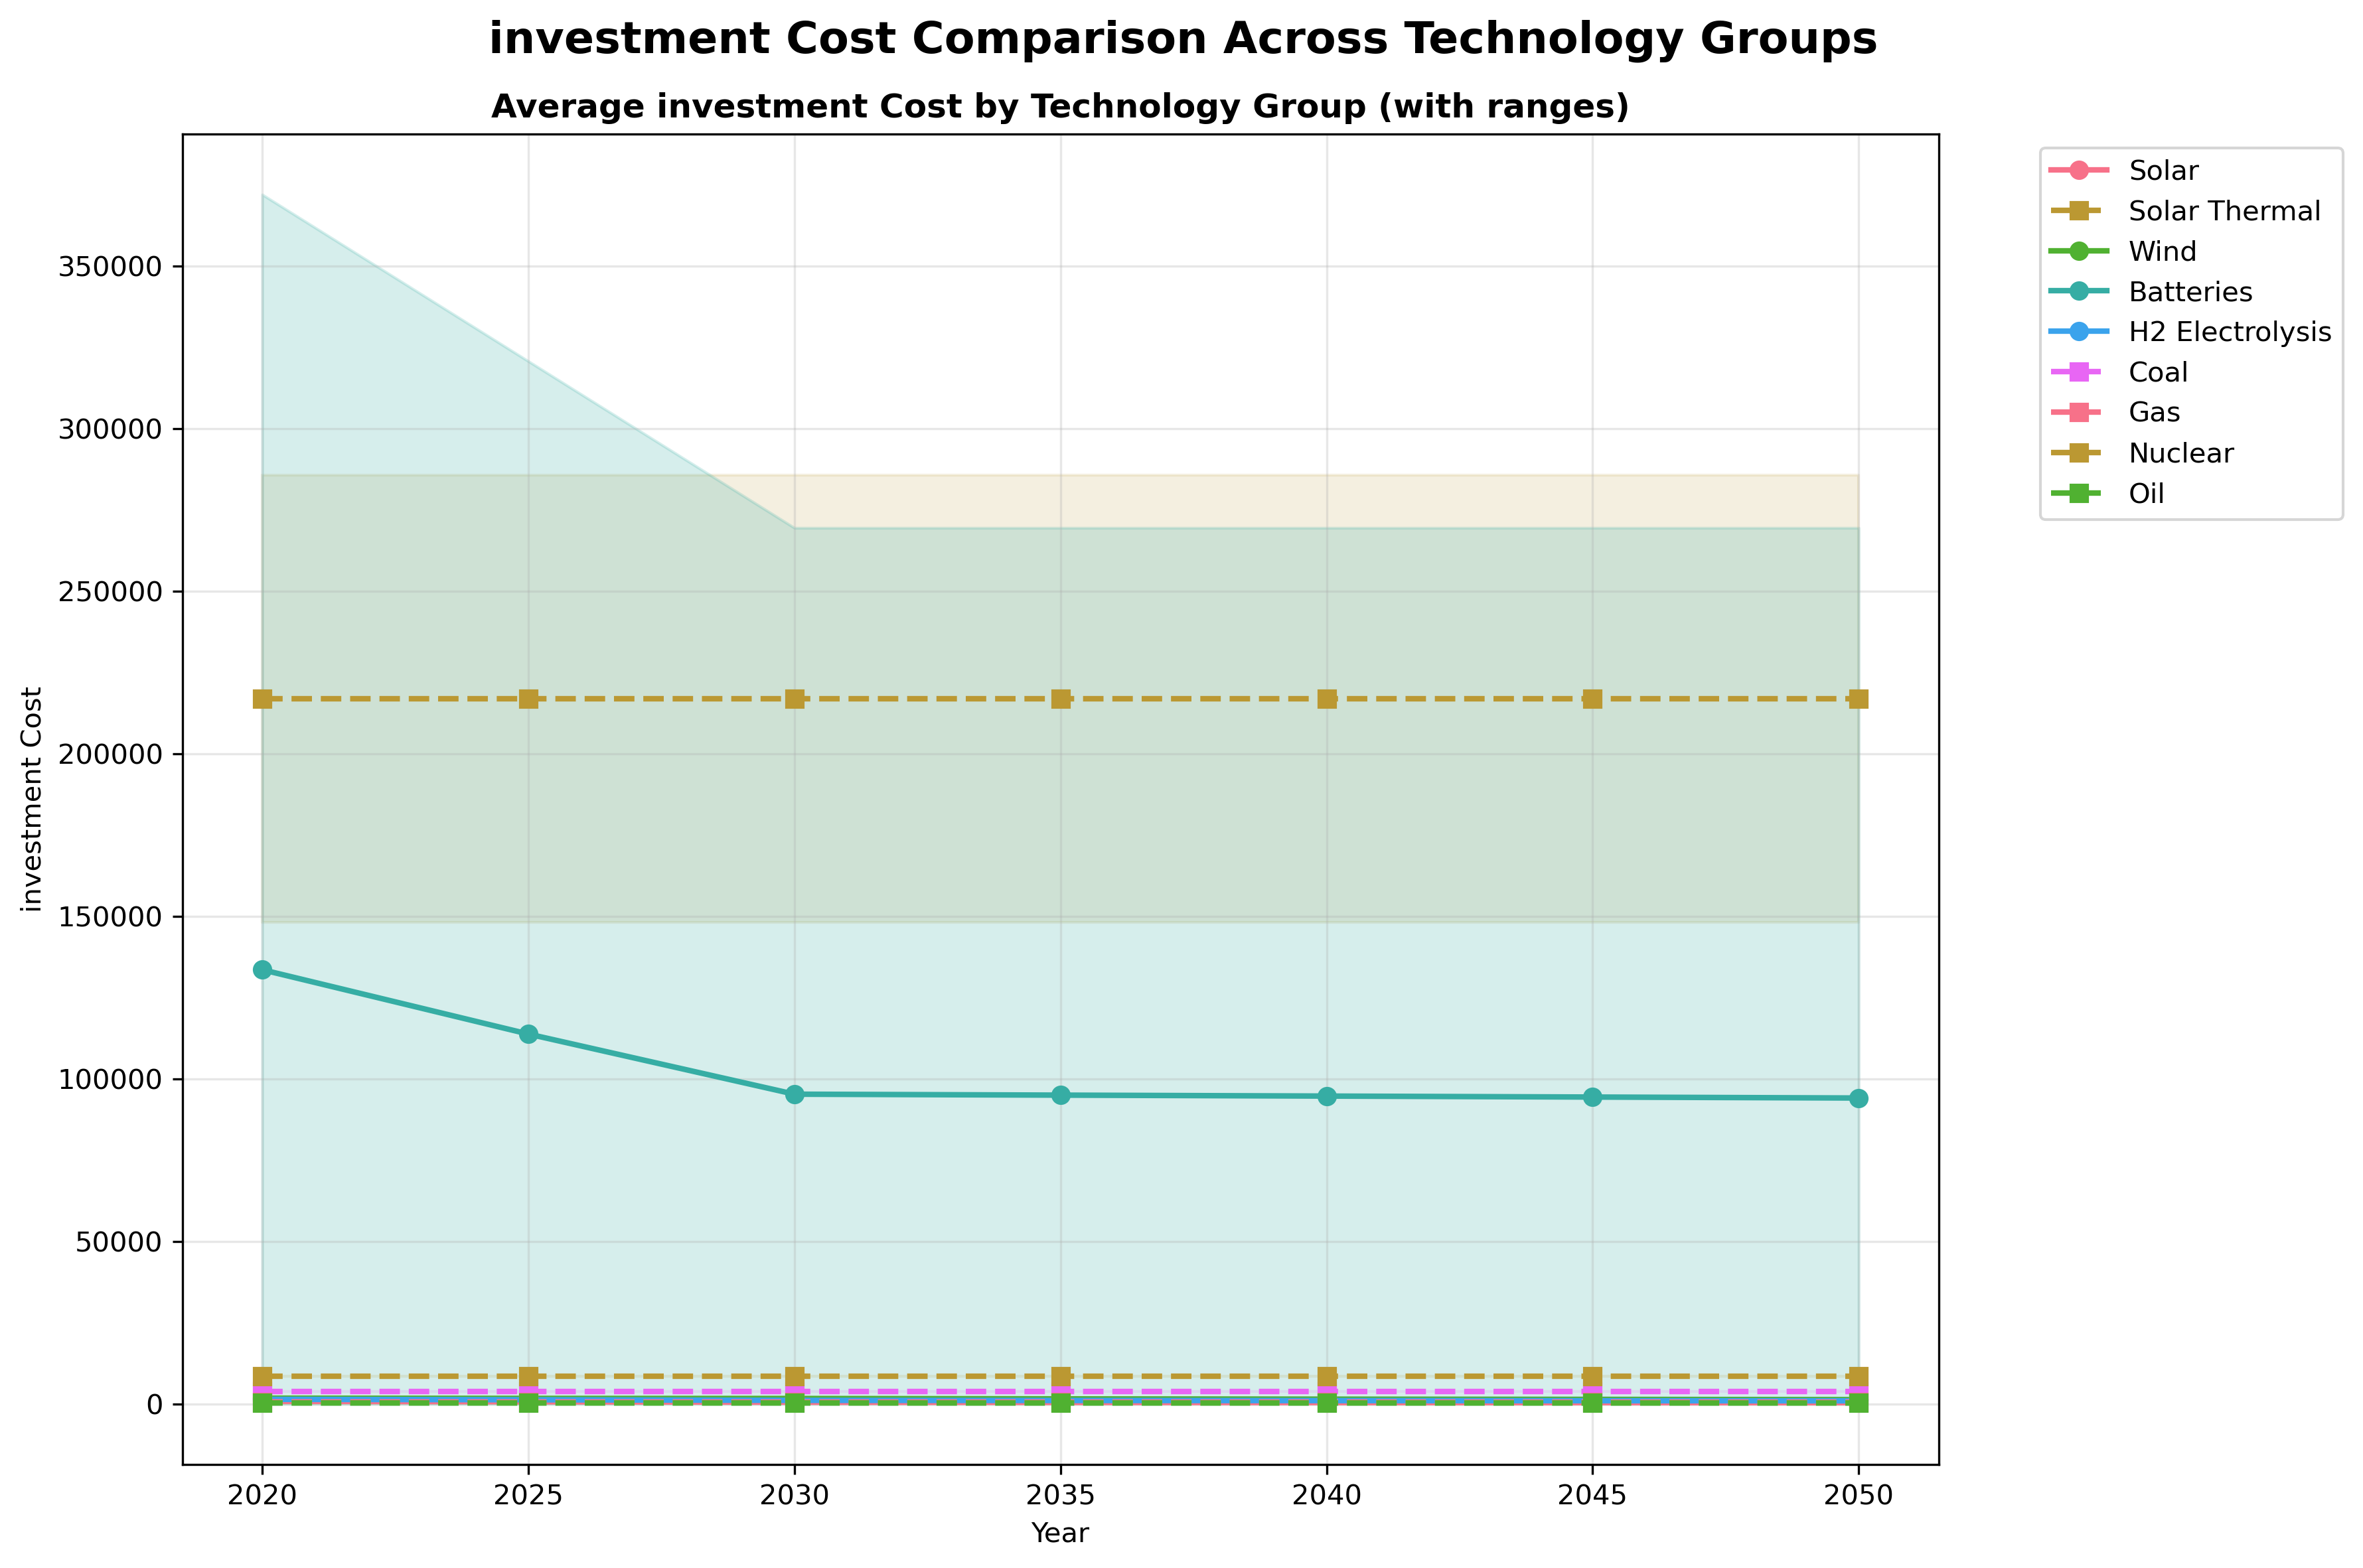 investment Cost Comparison Across Technology Groups
Average investment Cost by Technology Group (with ranges)
investment Cost
350000
300000
250000
200000
150000
100000
50000
0
2020 2025 2030 2035 2040 2045 2050
Year
Solar
Solar Thermal
Wind
Batteries
H2 Electrolysis
Coal
Gas
Nuclear
Oil